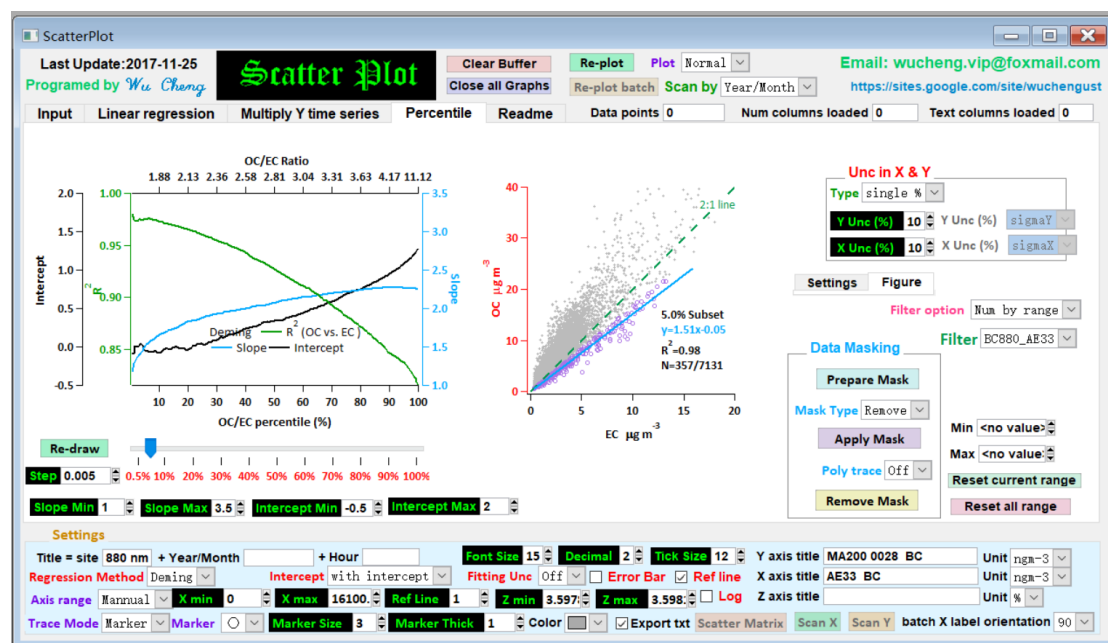 ScatterPlot
Last Update:2017-11-25
Programed by Wu Cheng
Scatter Plot
Clear Buffer
Close all Graphs
Re-plot Plot Normal
Re-plot batch Scan by Year/Month
Email: wucheng.vip@foxmail.com
https://sites.google.com/site/wuchengust
Input Linear regression Multiply Y time series Percentile Readme Data points 0 Num columns loaded 0 Text columns loaded 0
OC/EC Ratio
1.88 2.13 2.36 2.58 2.81 3.04 3.31 3.63 4.17 11.12
Intercept
2.0
1.5
1.0
0.5
0.0
-0.5
R2
1.00
0.95
0.90
0.85
Slope
3.5
3.0
2.5
2.0
1.5
1.0
Deming R2 (OC vs. EC )
Slope Intercept
10 20 30 40 50 60 70 80 90 100
OC/EC percentile (%)
OC μg m-3
40
30
20
10
0
2:1 line
5.0% Subset
y=1.51x-0.05
R2=0.98
N=357/7131
0 5 10 15 20
EC μg m-3
Unc in X & Y
Type single %
Y Unc (%) 10 Y Unc (%) sigmaY
X Unc (%) 10 X Unc (%) sigmaX
Settings Figure
Filter option Num by range
Filter BC880_AE33
Data Masking
Prepare Mask
Mask Type Remove
Apply Mask
Poly trace Off
Remove Mask
Min <no value>
Max <no value>
Reset current range
Reset all range
Re-draw
Step 0.005
0.5% 10% 20% 30% 40% 50% 60% 70% 80% 90% 100%
Slope Min 1 Slope Max 3.5 Intercept Min -0.5 Intercept Max 2
Settings
Title = site 880 nm + Year/Month + Hour Font Size 15 Decimal 2 Tick Size 12 Y axis title MA200 0028 BC Unit ngm-3
Regression Method Deming Intercept with intercept Fitting Unc Off Error Bar Ref line X axis title AE33 BC Unit ngm-3
Axis range Mannual X min 0 X max 16100. Ref Line 1 Z min 3.597 Z max 3.598 Log Z axis title Unit %
Trace Mode Marker Marker Marker Size 3 Marker Thick 1 Color Export txt Scatter Matrix Scan X Scan Y batch X label orientation 90